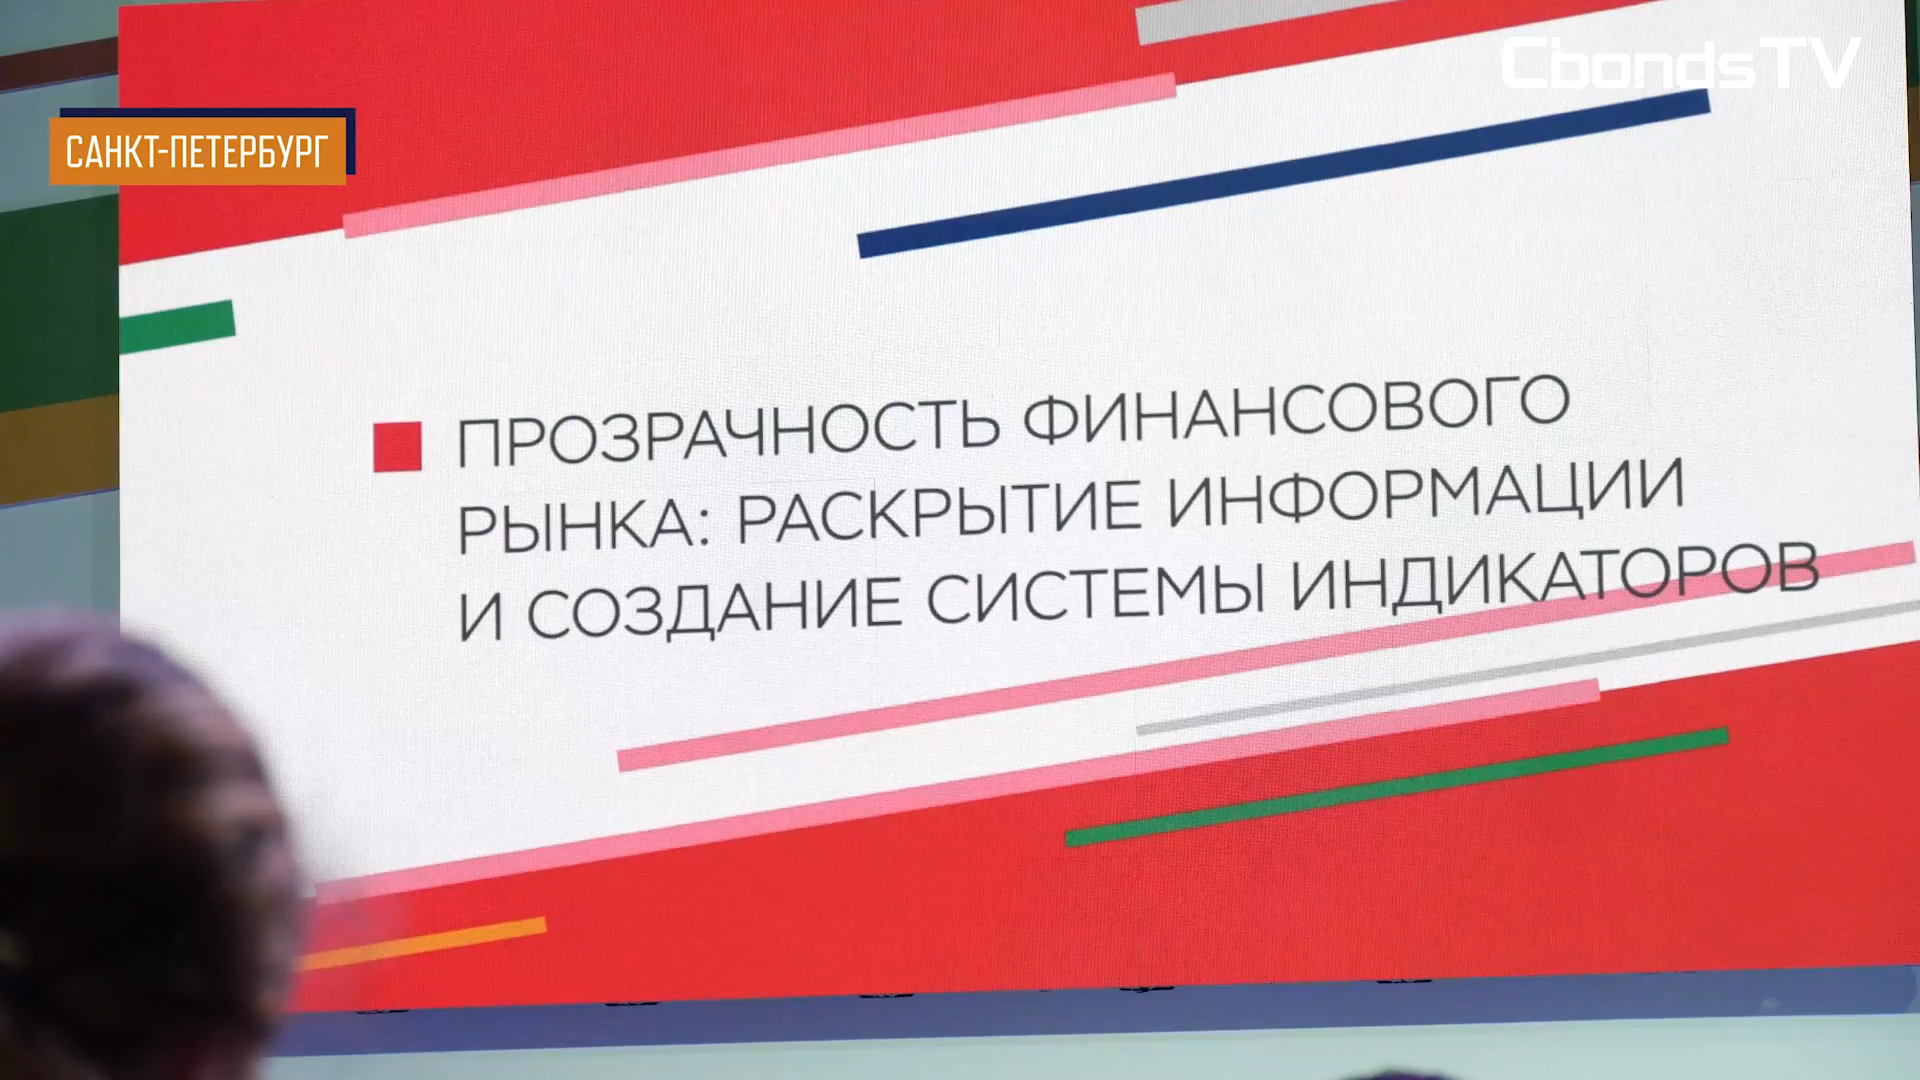 CbondsTV
САНКТ-ПЕТЕРБУРГ
ПРОЗРАЧНОСТЬ ФИНАНСОВОГО
РЫНКА: РАСКРЫТИЕ ИНФОРМАЦИИ
И СОЗДАНИЕ СИСТЕМЫ ИНДИКАТОРОВ